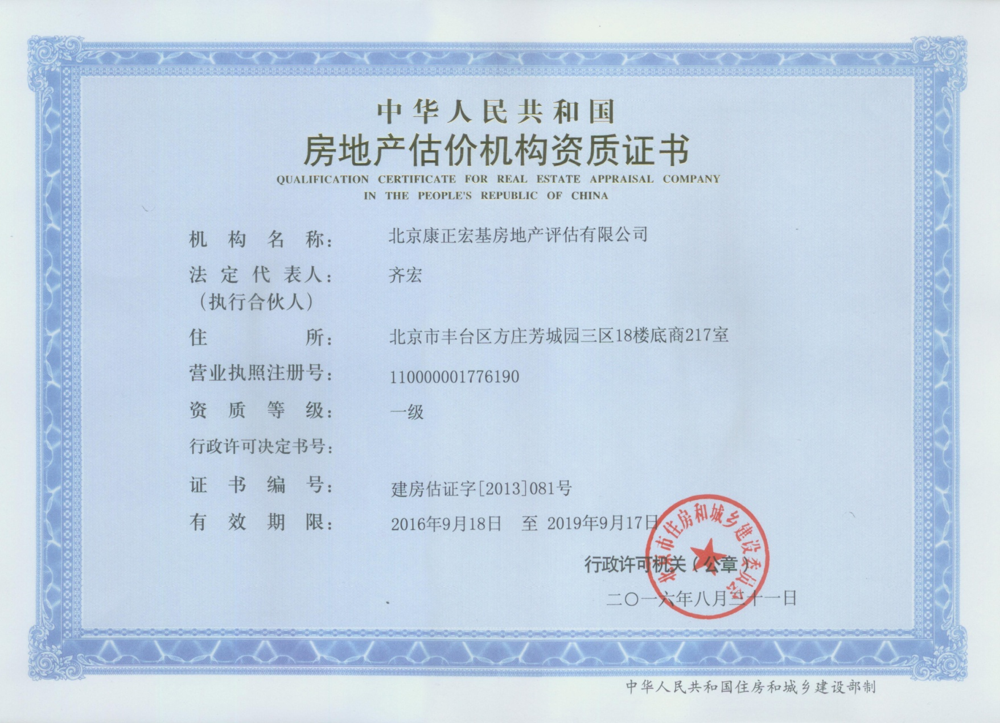 中华人民共和国
房地产估价机构资质证书
QUALIFICATION CERTIFICATE FOR REAL ESTATE APPRAISAL COMPANY
IN THE PEOPLE'S REPUBLIC OF CHINA
机构名称： 北京康正宏基房地产评估有限公司
法定代表人： 齐宏
（执行合伙人）
住所： 北京市丰台区方庄芳城园三区18楼底商217室
营业执照注册号： 110000001776190
资质等级： 一级
行政许可决定书号：
证书编号： 建房估证字[2013]081号
有效期限： 2016年9月18日 至 2019年9月17日
北京市住房和城乡建设委员会
行政许可机关（公章）
二〇一六年八月三十一日
中华人民共和国住房和城乡建设部制